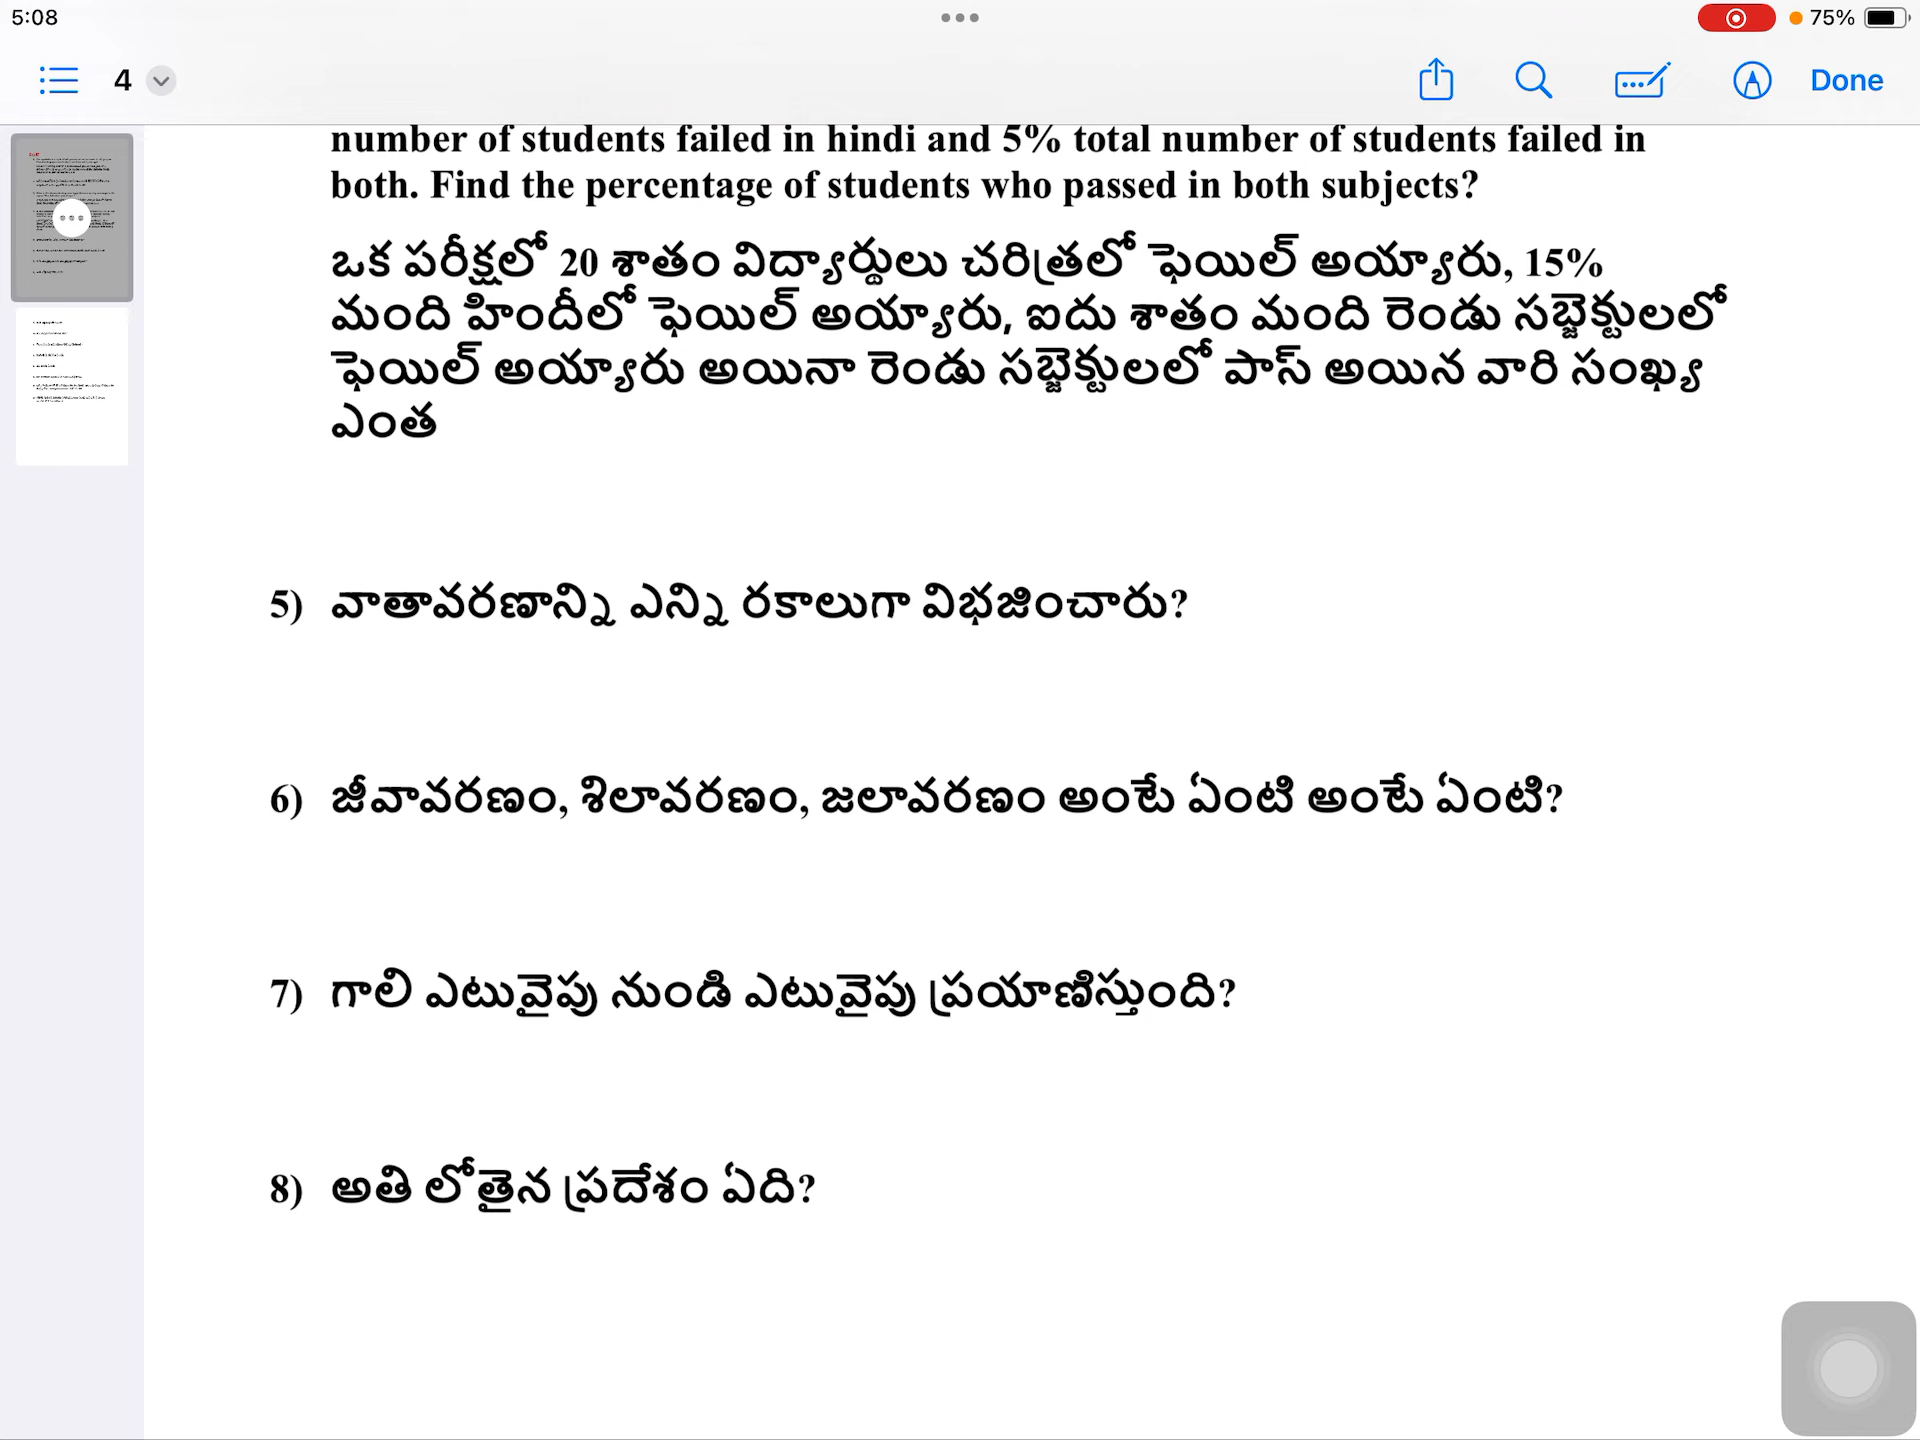 5:08
75%
4
Done
number of students failed in hindi and 5% total number of students failed in
both. Find the percentage of students who passed in both subjects?
ఒక పరీక్షలో 20 శాతం విద్యార్థులు చరిత్రలో ఫెయిల్ అయ్యారు, 15%
మంది హిందీలో ఫెయిల్ అయ్యారు, ఐదు శాతం మంది రెండు సబ్జెక్టులలో
ఫెయిల్ అయ్యారు అయినా రెండు సబ్జెక్టులలో పాస్ అయిన వారి సంఖ్య
ఎంత
5) వాతావరణాన్ని ఎన్ని రకాలుగా విభజించారు?
6) జీవావరణం, శిలావరణం, జలావరణం అంటే ఏంటి అంటే ఏంటి?
7) గాలి ఎటువైపు నుండి ఎటువైపు ప్రయాణిస్తుంది?
8) అతి లోతైన ప్రదేశం ఏది?